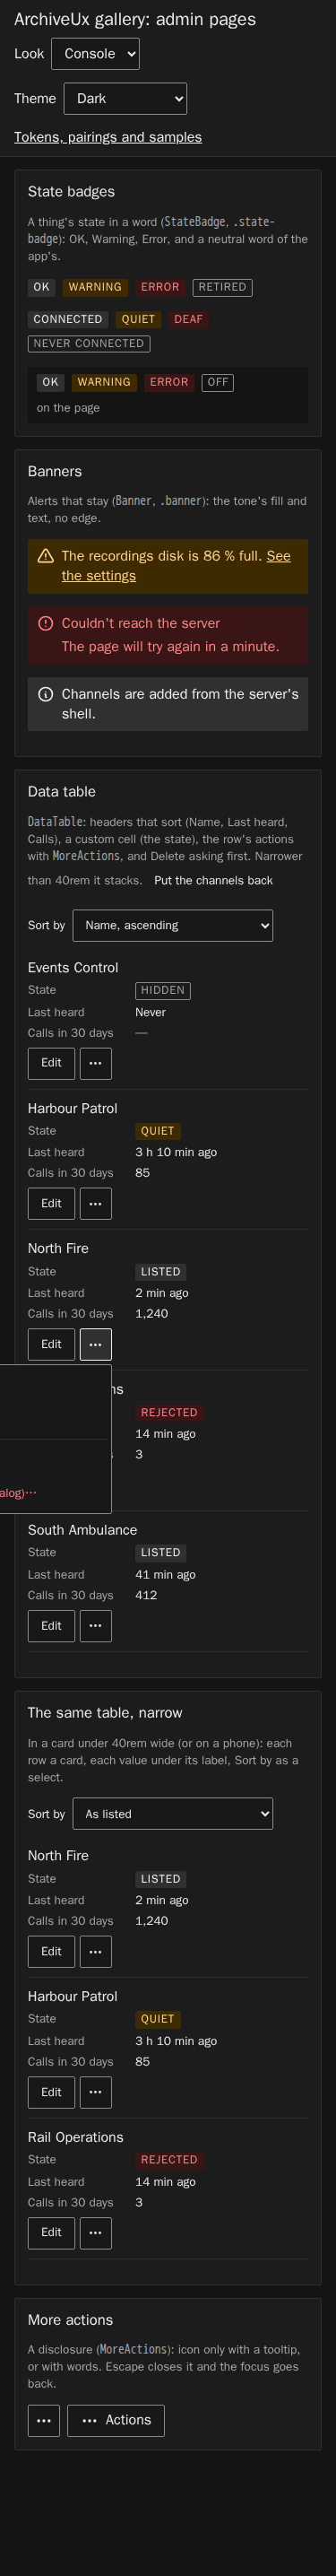 ArchiveUx gallery: admin pages
Look Console
Theme Dark
Tokens, pairings and samples
State badges
A thing's state in a word (StateBadge, .state-
badge): OK, Warning, Error, and a neutral word of the
app's.
OK WARNING ERROR RETIRED
CONNECTED QUIET DEAF
NEVER CONNECTED
OK WARNING ERROR OFF
on the page
Banners
Alerts that stay (Banner, .banner): the tone's fill and
text, no edge.
The recordings disk is 86 % full. See
the settings
Couldn't reach the server
The page will try again in a minute.
Channels are added from the server's
shell.
Data table
DataTable: headers that sort (Name, Last heard,
Calls), a custom cell (the state), the row's actions
with MoreActions, and Delete asking first. Narrower
than 40rem it stacks. Put the channels back
Sort by Name, ascending
Events Control
State HIDDEN
Last heard Never
Calls in 30 days —
Edit ···
Harbour Patrol
State QUIET
Last heard 3 h 10 min ago
Calls in 30 days 85
Edit ···
North Fire
State LISTED
Last heard 2 min ago
Calls in 30 days 1,240
Edit ···
ns
REJECTED
14 min ago
s 3
alog)···
South Ambulance
State LISTED
Last heard 41 min ago
Calls in 30 days 412
Edit ···
The same table, narrow
In a card under 40rem wide (or on a phone): each
row a card, each value under its label, Sort by as a
select.
Sort by As listed
North Fire
State LISTED
Last heard 2 min ago
Calls in 30 days 1,240
Edit ···
Harbour Patrol
State QUIET
Last heard 3 h 10 min ago
Calls in 30 days 85
Edit ···
Rail Operations
State REJECTED
Last heard 14 min ago
Calls in 30 days 3
Edit ···
More actions
A disclosure (MoreActions): icon only with a tooltip,
or with words. Escape closes it and the focus goes
back.
··· ··· Actions